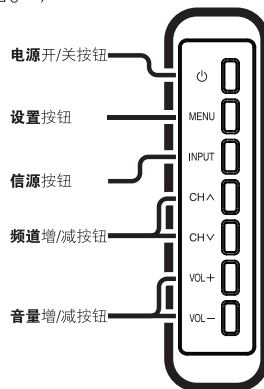 电源开/关按钮
⏻
设置按钮
MENU
信源按钮
INPUT
CH∧
频道增/减按钮
CH∨
VOL+
音量增/减按钮
VOL－